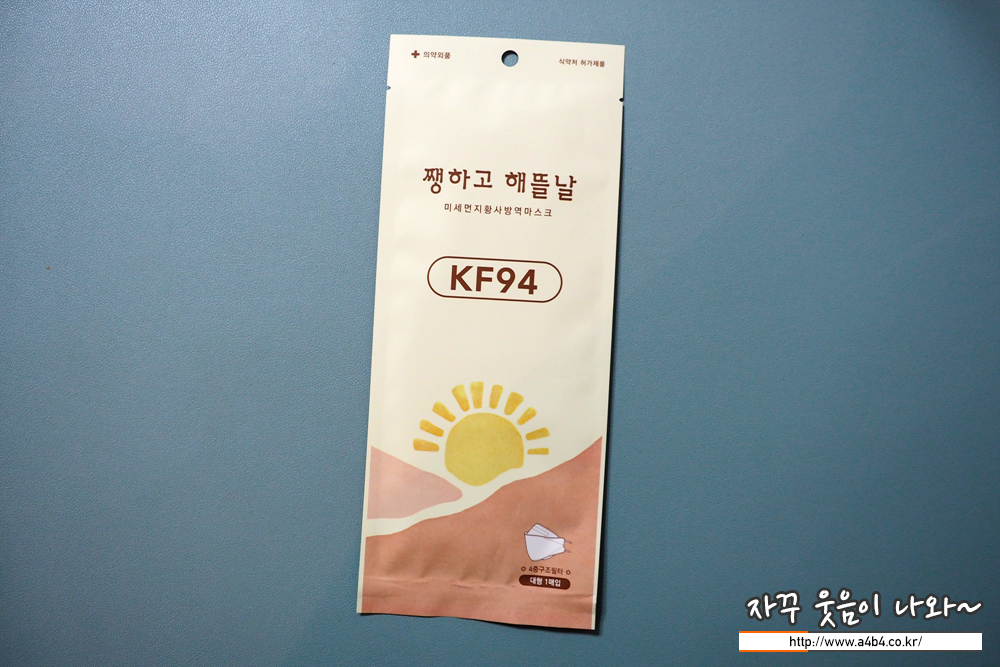 의약외품
식약처 허가제품
쨍하고 해뜰날
미세먼지황사방역마스크
KF94
4중구조필터
대형 1매입
자꾸 웃음이 나와~
http://www.a4b4.co.kr/